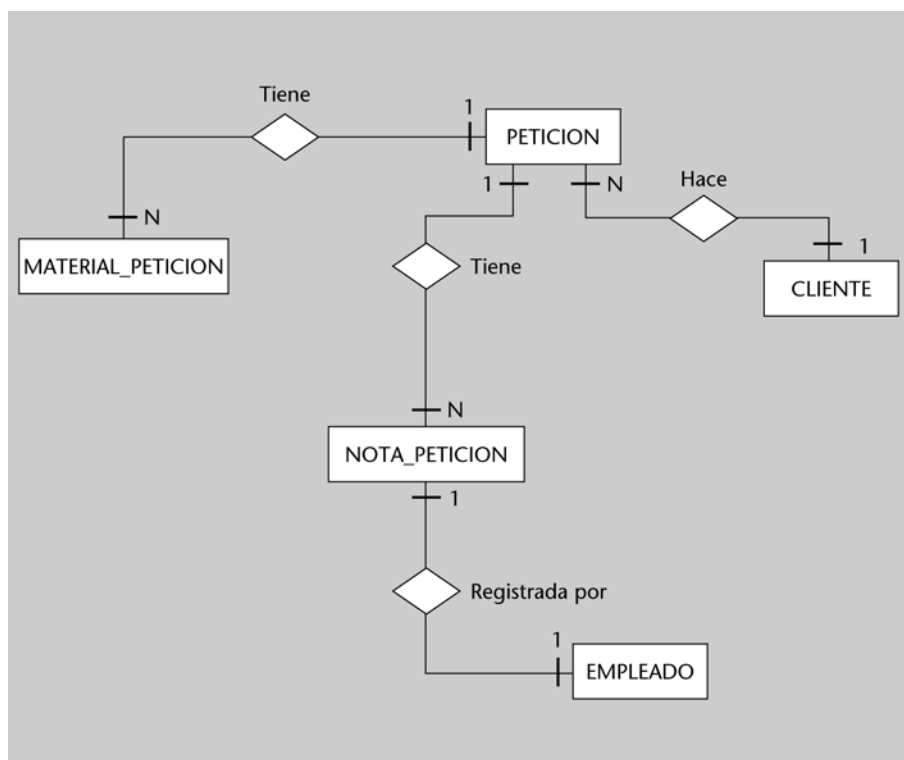 Tiene
1
PETICION
1
N
Hace
N
MATERIAL_PETICION
Tiene
1
CLIENTE
N
NOTA_PETICION
1
Registrada por
1
EMPLEADO